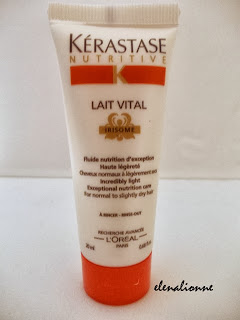 KÉRASTASE
NUTRITIVE
K
LAIT VITAL
IRISOME
Fluide nutrition d'exception
Haute légèreté
Cheveux normaux à légèrement secs
Incredibly light
Exceptional nutrition care
For normal to slightly dry hair
À RINCER - RINSE-OUT
RECHERCHE AVANCÉE
L'ORÉAL
PARIS
elenalionne